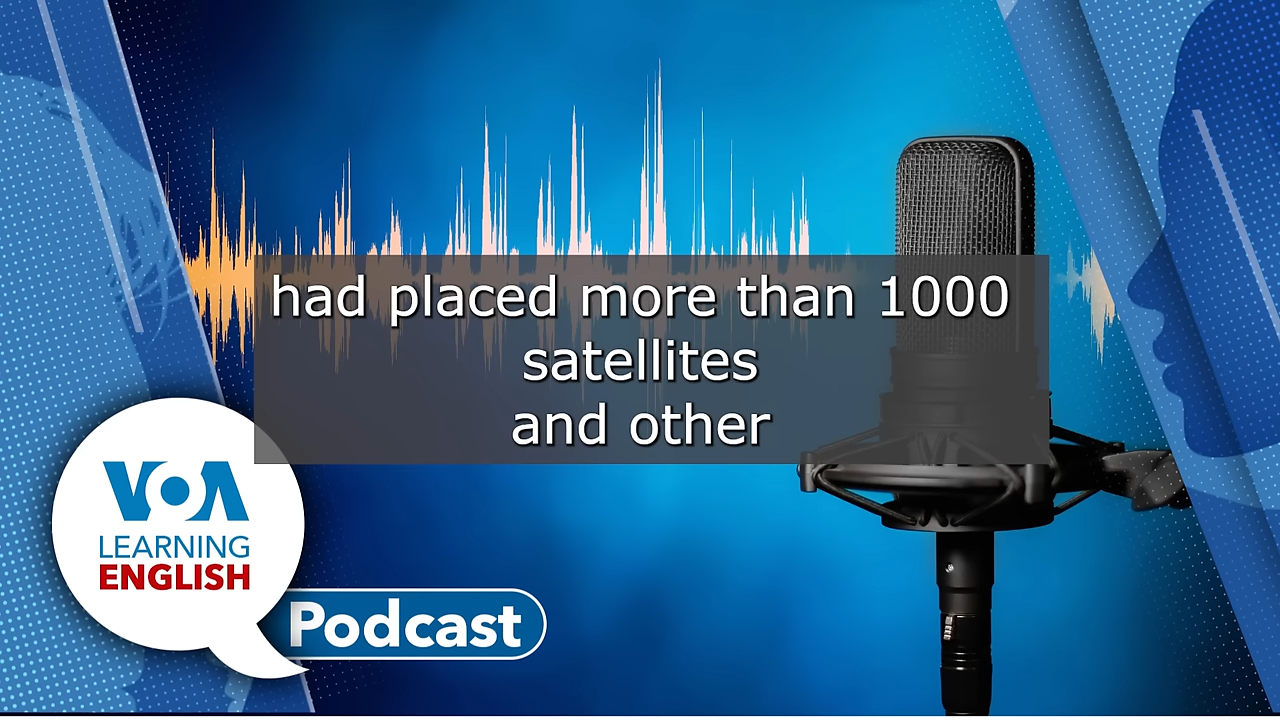 had placed more than 1000
satellites
and other
VOA
LEARNING
ENGLISH
Podcast